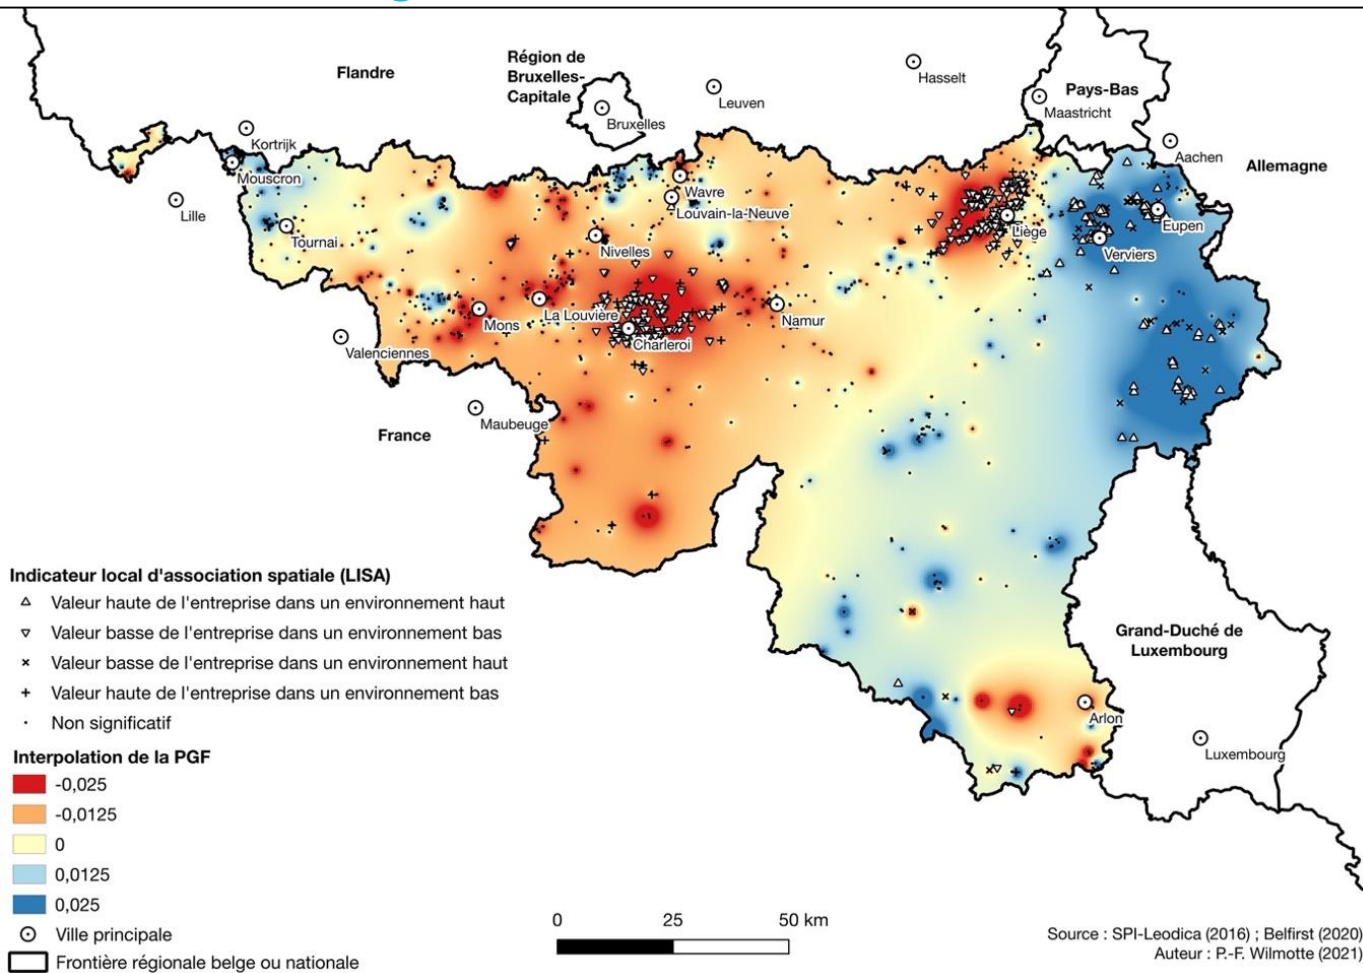 Flandre
Région de
Bruxelles-
Capitale
Bruxelles
Leuven
Hasselt
Pays-Bas
Maastricht
Aachen
Allemagne
Kortrijk
Mouscron
Lille
Tournai
Wavre
Louvain-la-Neuve
Nivelles
Liège
Eupen
Verviers
La Louvière
Mons
Charleroi
Namur
Valenciennes
Maubeuge
France
Grand-Duché de
Luxembourg
Arlon
Luxembourg
Indicateur local d'association spatiale (LISA)
Valeur haute de l'entreprise dans un environnement haut
Valeur basse de l'entreprise dans un environnement bas
Valeur basse de l'entreprise dans un environnement haut
Valeur haute de l'entreprise dans un environnement bas
Non significatif
Interpolation de la PGF
-0,025
-0,0125
0
0,0125
0,025
Ville principale
Frontière régionale belge ou nationale
0 25 50 km
Source : SPI-Leodica (2016) ; Belfirst (2020)
Auteur : P.-F. Wilmotte (2021)